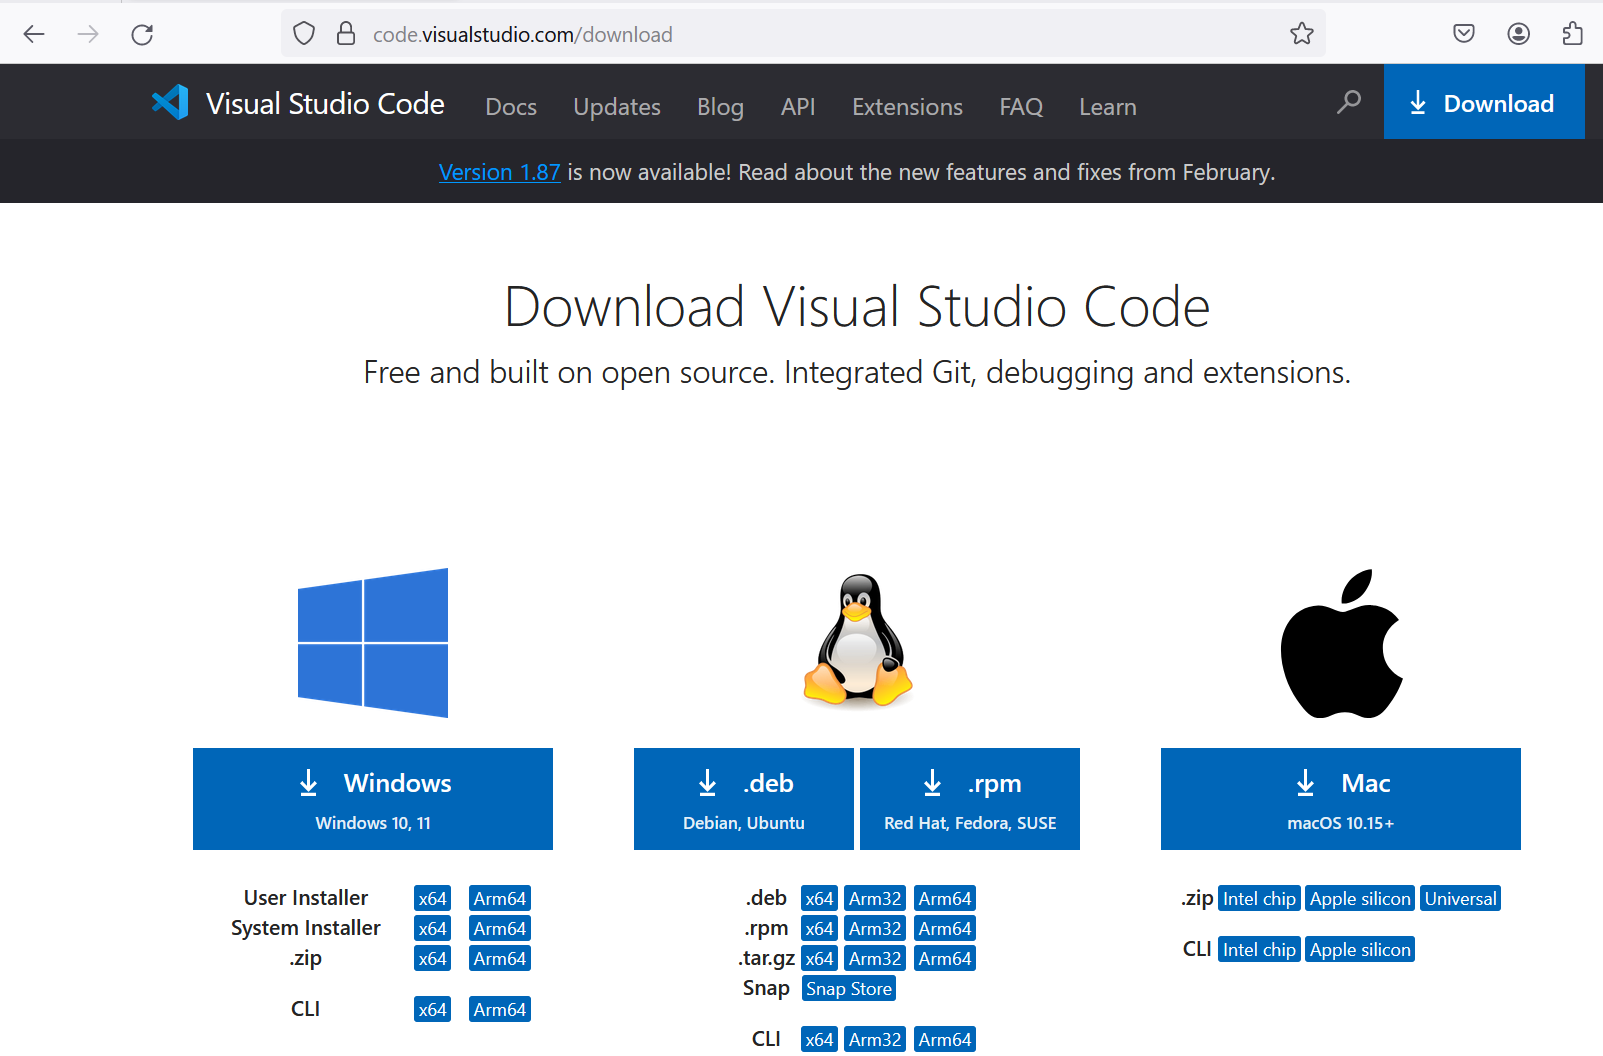 code.visualstudio.com/download
Visual Studio Code Docs Updates Blog API Extensions FAQ Learn Download
Version 1.87 is now available! Read about the new features and fixes from February.
Download Visual Studio Code
Free and built on open source. Integrated Git, debugging and extensions.
Windows
Windows 10, 11
User Installer x64 Arm64
System Installer x64 Arm64
.zip x64 Arm64
CLI x64 Arm64
.deb
Debian, Ubuntu
.rpm
Red Hat, Fedora, SUSE
.deb x64 Arm32 Arm64
.rpm x64 Arm32 Arm64
.tar.gz x64 Arm32 Arm64
Snap Snap Store
CLI x64 Arm32 Arm64
Mac
macOS 10.15+
.zip Intel chip Apple silicon Universal
CLI Intel chip Apple silicon